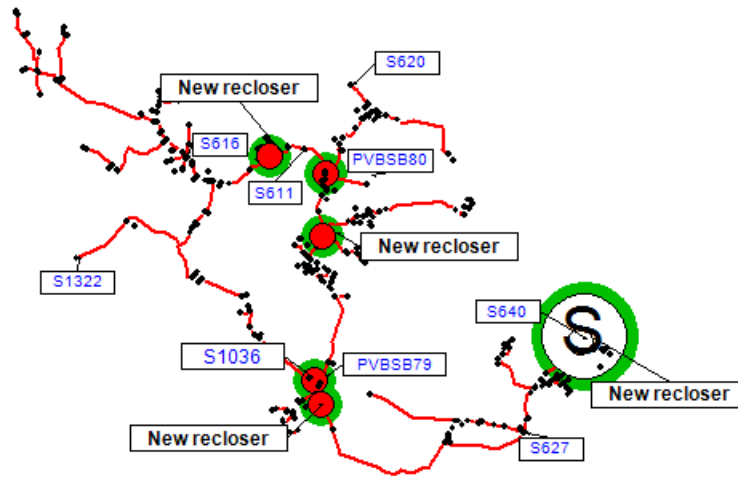 S620
New recloser
S616
PVBSB80
S611
New recloser
S1322
S640
S
S1036
PVBSB79
New recloser
New recloser
S627